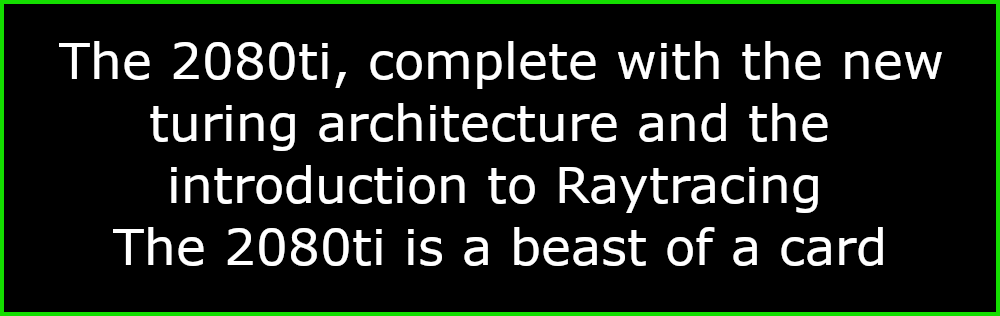 The 2080ti, complete with the new
turing architecture and the
introduction to Raytracing
The 2080ti is a beast of a card